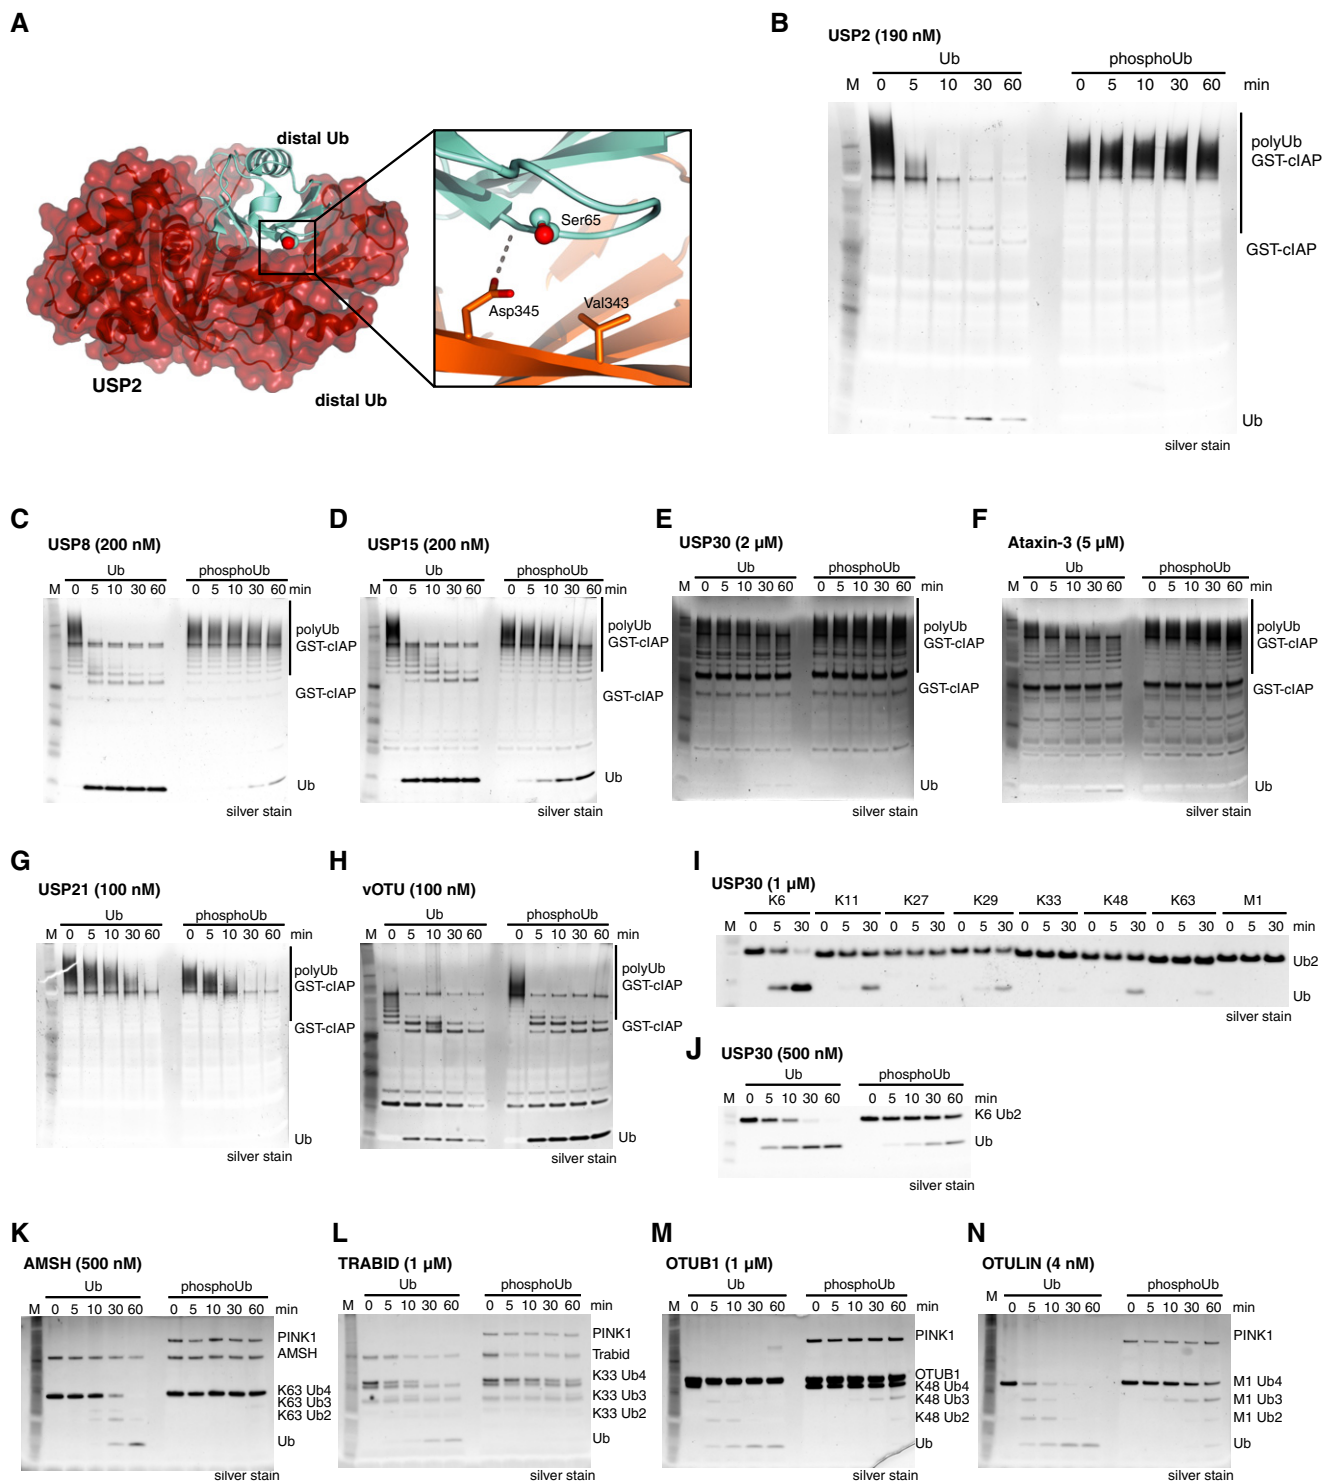 A
distal Ub
USP2
distal Ub
Ser65
Asp345
Val343
B
USP2 (190 nM)
Ub
phosphoUb
M 0 5 10 30 60 0 5 10 30 60 min
polyUb
GST-cIAP
GST-cIAP
Ub
silver stain
C
USP8 (200 nM)
Ub
phosphoUb
M 0 5 10 30 60 0 5 10 30 60 min
polyUb
GST-cIAP
GST-cIAP
Ub
silver stain
D
USP15 (200 nM)
Ub
phosphoUb
M 0 5 10 30 60 0 5 10 30 60 min
polyUb
GST-cIAP
GST-cIAP
Ub
silver stain
E
USP30 (2 µM)
Ub
phosphoUb
M 0 5 10 30 60 0 5 10 30 60 min
polyUb
GST-cIAP
GST-cIAP
Ub
silver stain
F
Ataxin-3 (5 µM)
Ub
phosphoUb
M 0 5 10 30 60 0 5 10 30 60 min
polyUb
GST-cIAP
GST-cIAP
Ub
silver stain
G
USP21 (100 nM)
Ub
phosphoUb
M 0 5 10 30 60 0 5 10 30 60 min
polyUb
GST-cIAP
GST-cIAP
Ub
silver stain
H
vOTU (100 nM)
Ub
phosphoUb
M 0 5 10 30 60 0 5 10 30 60 min
polyUb
GST-cIAP
GST-cIAP
Ub
silver stain
I
USP30 (1 µM)
K6 K11 K27 K29 K33 K48 K63 M1
M 0 5 30 0 5 30 0 5 30 0 5 30 0 5 30 0 5 30 0 5 30 0 5 30 min
Ub2
Ub
silver stain
J
USP30 (500 nM)
Ub
phosphoUb
M 0 5 10 30 60 0 5 10 30 60 min
K6 Ub2
Ub
silver stain
K
AMSH (500 nM)
Ub
phosphoUb
M 0 5 10 30 60 0 5 10 30 60 min
PINK1
AMSH
K63 Ub4
K63 Ub3
K63 Ub2
Ub
silver stain
L
TRABID (1 µM)
Ub
phosphoUb
M 0 5 10 30 60 0 5 10 30 60 min
PINK1
Trabid
K33 Ub4
K33 Ub3
K33 Ub2
Ub
silver stain
M
OTUB1 (1 µM)
Ub
phosphoUb
M 0 5 10 30 60 0 5 10 30 60 min
PINK1
OTUB1
K48 Ub4
K48 Ub3
K48 Ub2
Ub
silver stain
N
OTULIN (4 nM)
Ub
phosphoUb
M 0 5 10 30 60 0 5 10 30 60 min
PINK1
M1 Ub4
M1 Ub3
M1 Ub2
Ub
silver stain